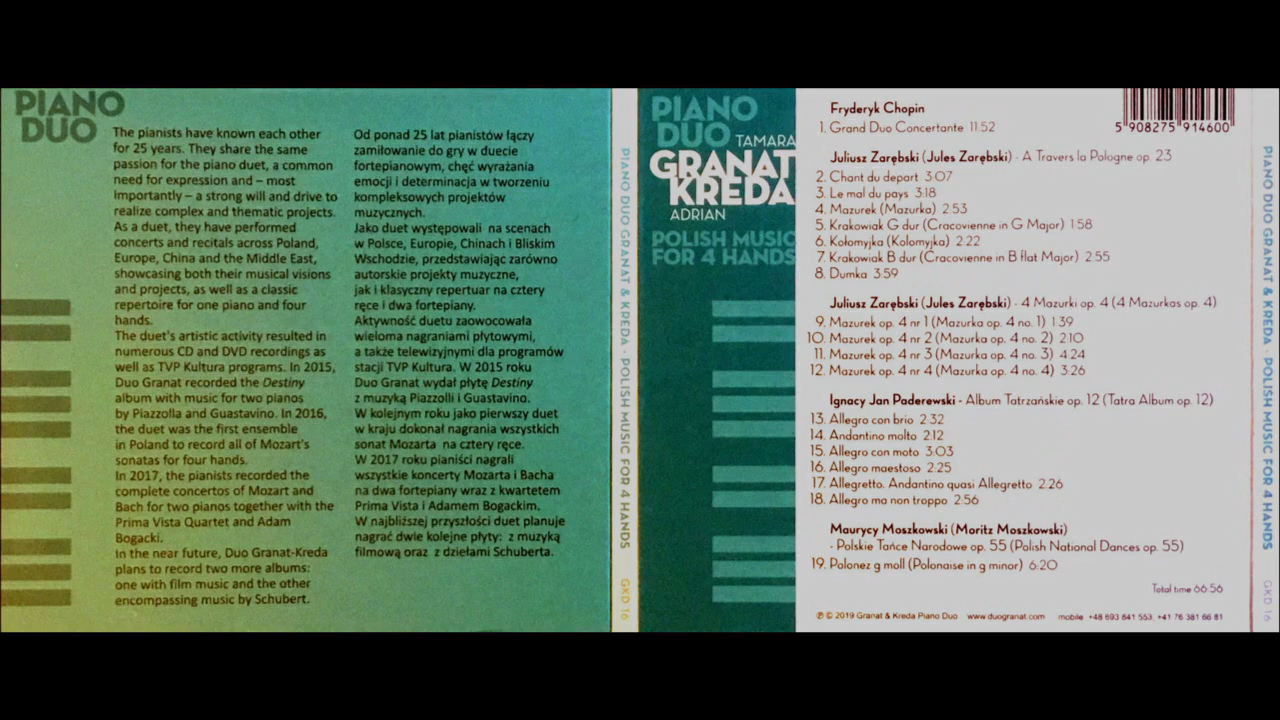 PIANO
DUO
The pianists have known each other
for 25 years. They share the same
passion for the piano duet, a common
need for expression and – most
importantly – a strong will and drive to
realize complex and thematic projects.
As a duet, they have performed
concerts and recitals across Poland,
Europe, China and the Middle East,
showcasing both their musical visions
and projects, as well as a classic
repertoire for one piano and four
hands.
The duet's artistic activity resulted in
numerous CD and DVD recordings as
well as TVP Kultura programs. In 2015,
Duo Granat recorded the Destiny
album with music for two pianos
by Piazzolla and Guastavino. In 2016,
the duet was the first ensemble
in Poland to record all of Mozart's
sonatas for four hands.
In 2017, the pianists recorded the
complete concertos of Mozart and
Bach for two pianos together with the
Prima Vista Quartet and Adam
Bogacki.
In the near future, Duo Granat-Kreda
plans to record two more albums:
one with film music and the other
encompassing music by Schubert.
Od ponad 25 lat pianistów łączy
zamiłowanie do gry w duecie
fortepianowym, chęć wyrażania
emocji i determinacja w tworzeniu
kompleksowych projektów
muzycznych.
Jako duet występowali na scenach
w Polsce, Europie, Chinach i Bliskim
Wschodzie, przedstawiając zarówno
autorskie projekty muzyczne,
jak i klasyczny repertuar na cztery
ręce i dwa fortepiany.
Aktywność duetu zaowocowała
wieloma nagraniami płytowymi,
a także telewizyjnymi dla programów
stacji TVP Kultura. W 2015 roku
Duo Granat wydał płytę Destiny
z muzyką Piazzolli i Guastavino.
W kolejnym roku jako pierwszy duet
w kraju dokonał nagrania wszystkich
sonat Mozarta na cztery ręce.
W 2017 roku pianiści nagrali
wszystkie koncerty Mozarta i Bacha
na dwa fortepiany wraz z kwartetem
Prima Vista i Adamem Bogackim.
W najbliższej przyszłości duet planuje
nagrać dwie kolejne płyty: z muzyką
filmową oraz z dziełami Schuberta.
PIANO DUO GRANAT & KREDA · POLISH MUSIC FOR 4 HANDS GKD 16
PIANO
DUO TAMARA
GRANAT
KREDA
ADRIAN
POLISH MUSIC
FOR 4 HANDS
5 908275 914600
Fryderyk Chopin
1. Grand Duo Concertante 11:52
Juliusz Zarębski (Jules Zarębski) - A Travers la Pologne op. 23
2. Chant du depart 3:07
3. Le mal du pays 3:18
4. Mazurek (Mazurka) 2:53
5. Krakowiak G dur (Cracovienne in G Major) 1:58
6. Kołomyjka (Kolomyjka) 2:22
7. Krakowiak B dur (Cracovienne in B flat Major) 2:55
8. Dumka 3:59
Juliusz Zarębski (Jules Zarębski) - 4 Mazurki op. 4 (4 Mazurkas op. 4)
9. Mazurek op. 4 nr 1 (Mazurka op. 4 no. 1) 1:39
10. Mazurek op. 4 nr 2 (Mazurka op. 4 no. 2) 2:10
11. Mazurek op. 4 nr 3 (Mazurka op. 4 no. 3) 4:24
12. Mazurek op. 4 nr 4 (Mazurka op. 4 no. 4) 3:26
Ignacy Jan Paderewski - Album Tatrzańskie op. 12 (Tatra Album op. 12)
13. Allegro con brio 2:32
14. Andantino molto 2:12
15. Allegro con moto 3:03
16. Allegro maestoso 2:25
17. Allegretto. Andantino quasi Allegretto 2:26
18. Allegro ma non troppo 2:56
Maurycy Moszkowski (Moritz Moszkowski)
- Polskie Tańce Narodowe op. 55 (Polish National Dances op. 55)
19. Polonez g moll (Polonaise in g minor) 6:20
Total time 66:56
℗ © 2019 Granat & Kreda Piano Duo www.duogranat.com mobile +48 693 641 553, +41 76 381 66 81
PIANO DUO GRANAT & KREDA · POLISH MUSIC FOR 4 HANDS GKD 16